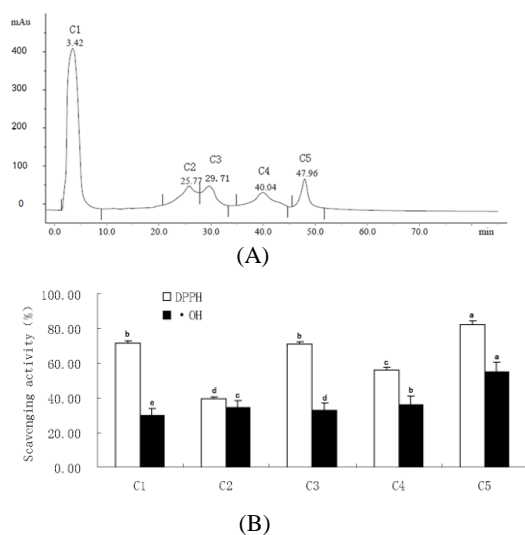 mAu
C1
3.42
400
300
200
C2
C3
C4
C5
100
25.77
29.71
40.04
47.96
0
0.0 10.0 20.0 30.0 40.0 50.0 60.0 70.0 min
(A)
100.00
DPPH
•OH
80.00
60.00
40.00
20.00
0.00
Scavenging activity (%)
b
e
d
c
b
d
c
b
a
a
C1 C2 C3 C4 C5
(B)